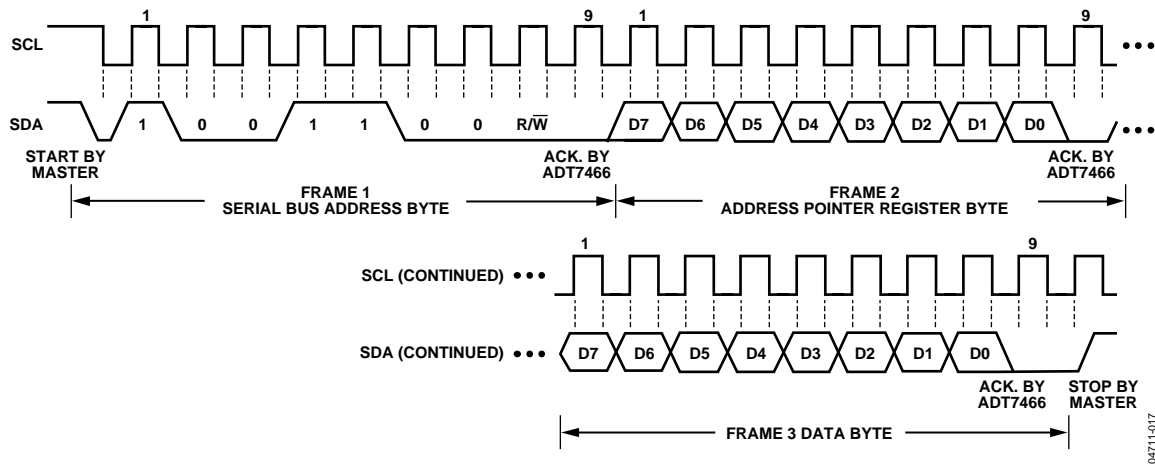 1 9 1 9
SCL
SDA 1 0 0 1 1 0 0 R/W̅ D7 D6 D5 D4 D3 D2 D1 D0
START BY
MASTER
ACK. BY
ADT7466
ACK. BY
ADT7466
FRAME 1
SERIAL BUS ADDRESS BYTE
FRAME 2
ADDRESS POINTER REGISTER BYTE
1 9
SCL (CONTINUED)
SDA (CONTINUED) D7 D6 D5 D4 D3 D2 D1 D0
ACK. BY
ADT7466
STOP BY
MASTER
FRAME 3 DATA BYTE
04711-017